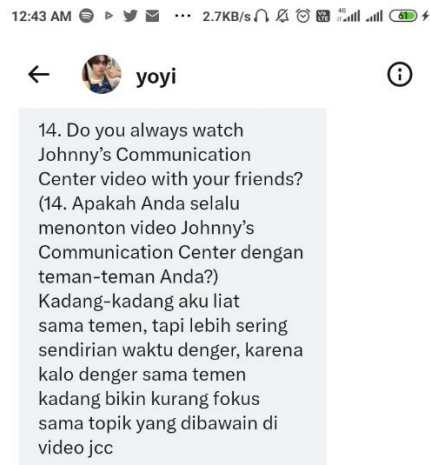 12:43 AM ... 2.7KB/s 4G 61
yoyi
14. Do you always watch
Johnny's Communication
Center video with your friends?
(14. Apakah Anda selalu
menonton video Johnny's
Communication Center dengan
teman-teman Anda?)
Kadang-kadang aku liat
sama temen, tapi lebih sering
sendirian waktu denger, karena
kalo denger sama temen
kadang bikin kurang fokus
sama topik yang dibawain di
video jcc